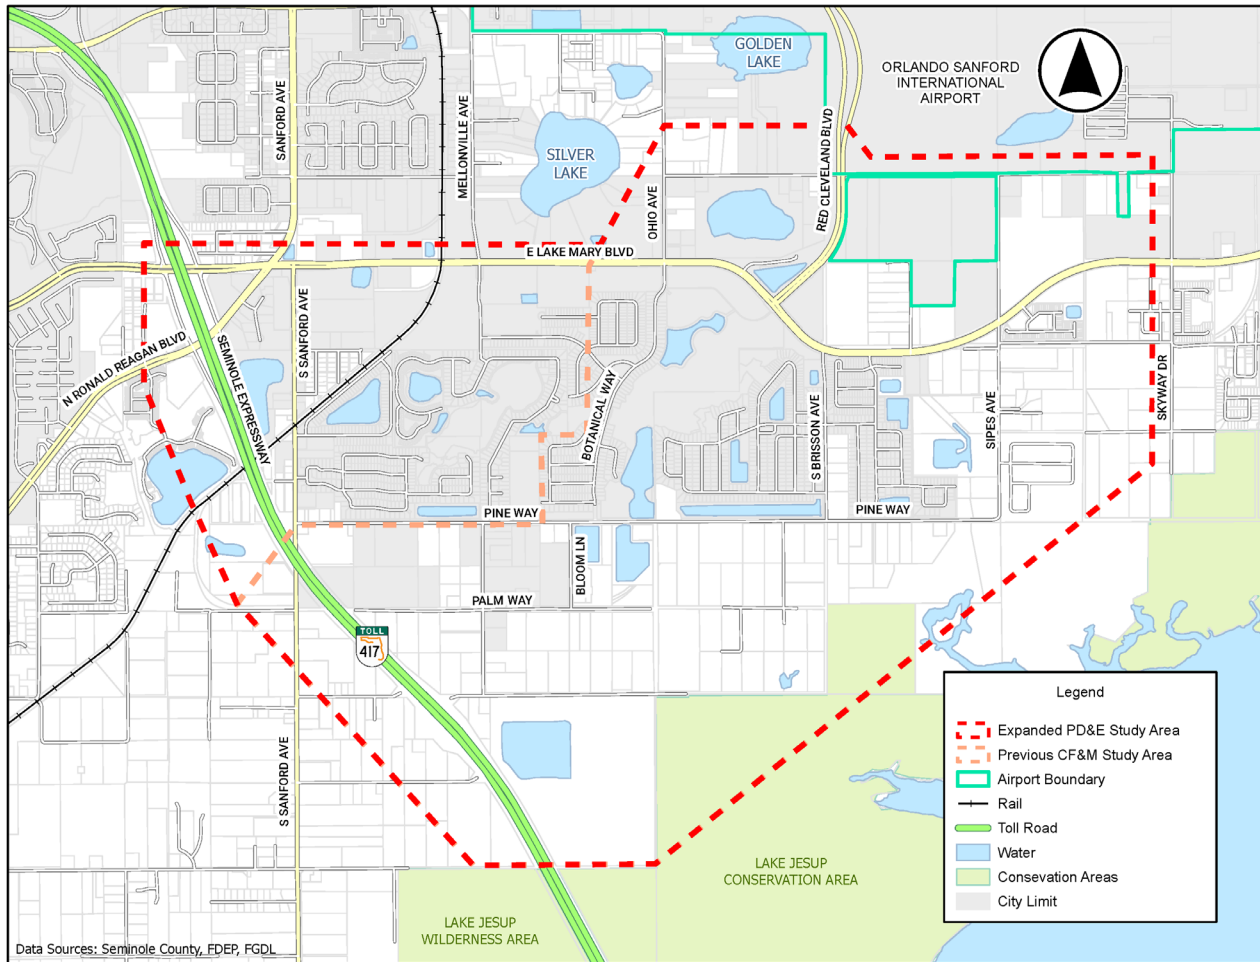 GOLDEN
LAKE
ORLANDO SANFORD
INTERNATIONAL
AIRPORT
SANFORD AVE
MELLONVILLE AVE
SILVER
LAKE
OHIO AVE
RED CLEVELAND BLVD
E LAKE MARY BLVD
N RONALD REAGAN BLVD
SEMINOLE EXPRESSWAY
S SANFORD AVE
BOTANICAL WAY
S BRISSON AVE
SIPES AVE
SKYWAY DR
PINE WAY
PINE WAY
BLOOM LN
PALM WAY
TOLL
417
S SANFORD AVE
LAKE JESUP
CONSERVATION AREA
LAKE JESUP
WILDERNESS AREA
Legend
Expanded PD&E Study Area
Previous CF&M Study Area
Airport Boundary
Rail
Toll Road
Water
Consevation Areas
City Limit
Data Sources: Seminole County, FDEP, FGDL